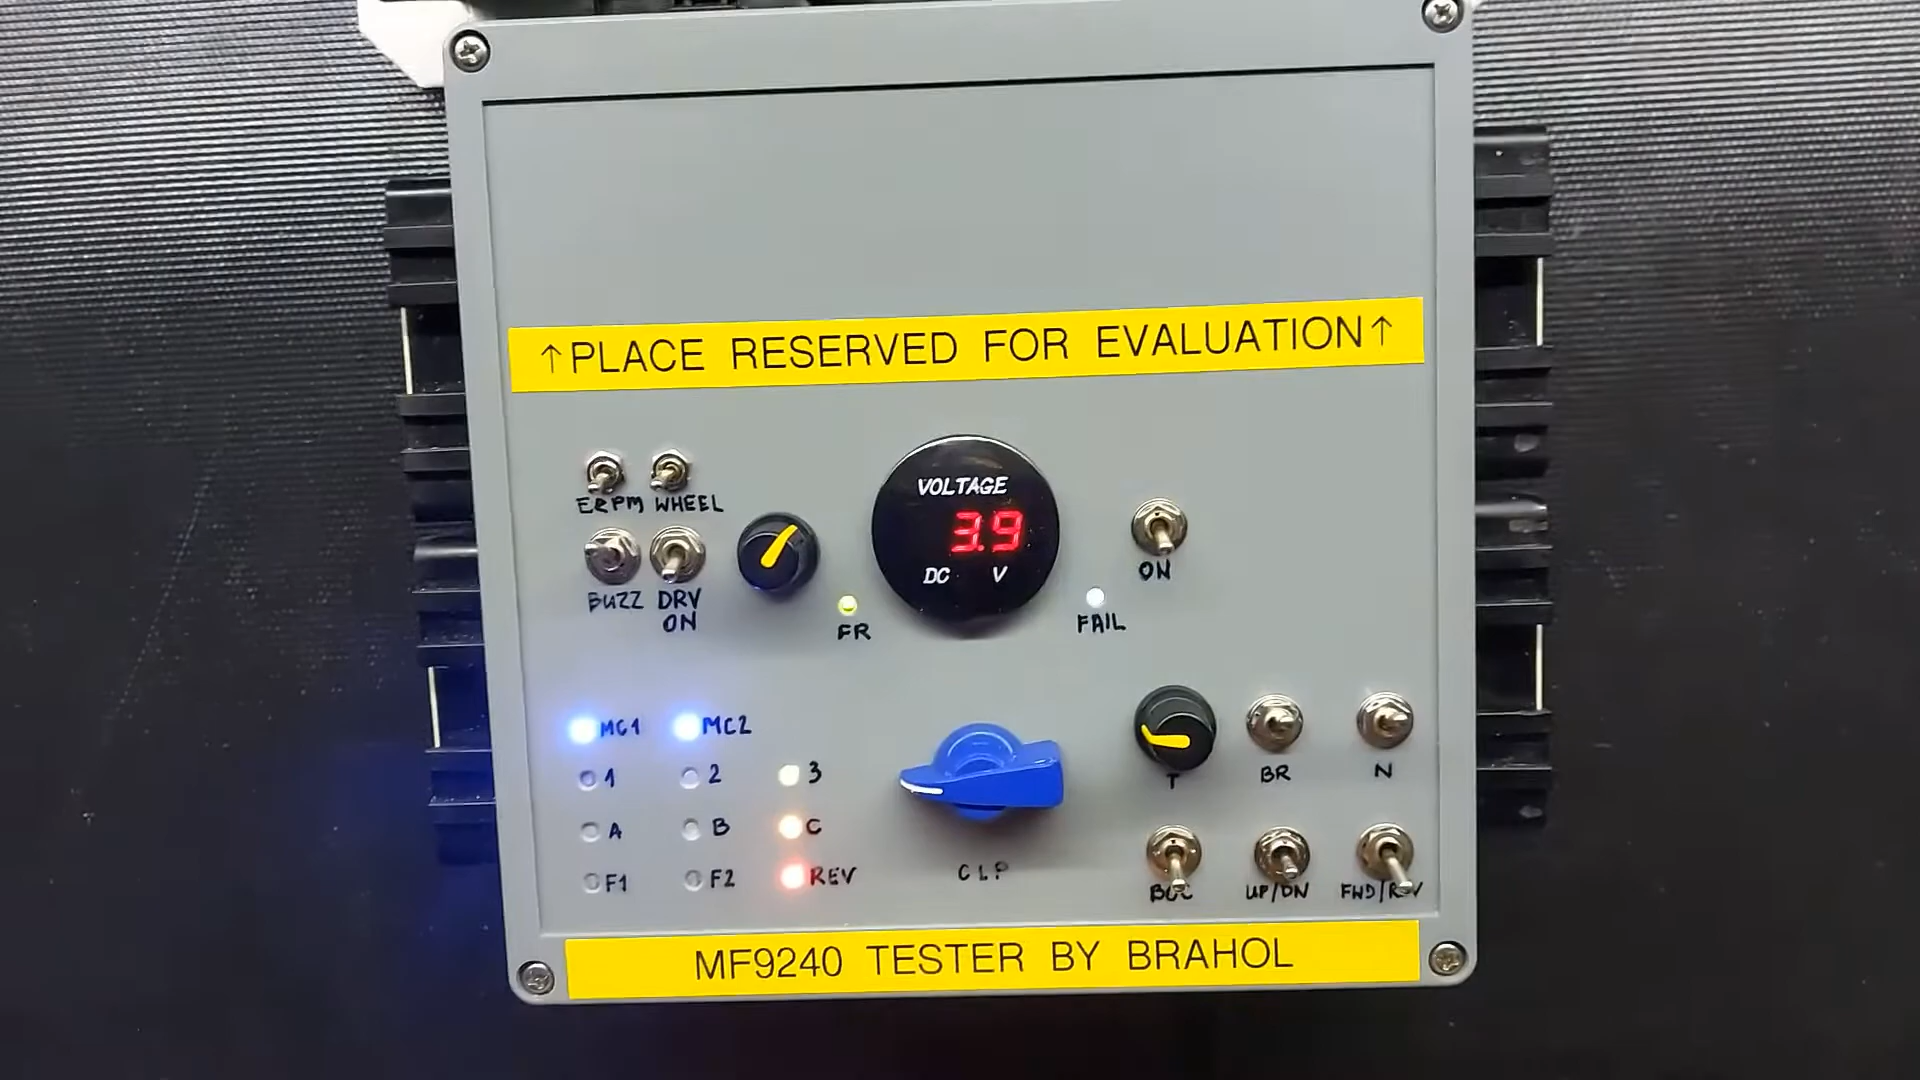 ↑PLACE RESERVED FOR EVALUATION↑
ERPM WHEEL
VOLTAGE
3.9
DC V
BUZZ DRV ON
ON
FR
FAIL
MC1 MC2
1 2 3
A B C
F1 F2 REV
CLP
T BR N
BOC UP/DN FWD/REV
MF9240 TESTER BY BRAHOL